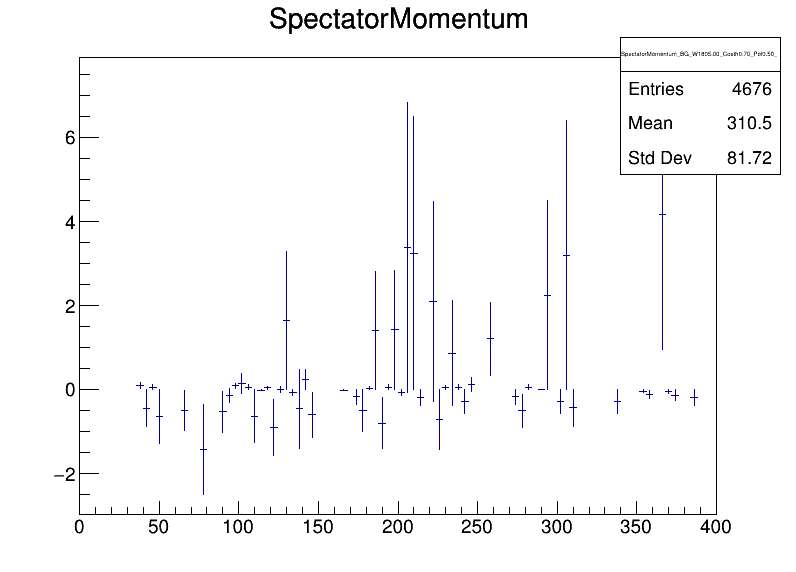 SpectatorMomentum
SpectatorMomentum_BG_W1805.00_Costh0.70_Pol0.50_
Entries 4676
Mean 310.5
Std Dev 81.72
6
4
2
0
−2
0 50 100 150 200 250 300 350 400